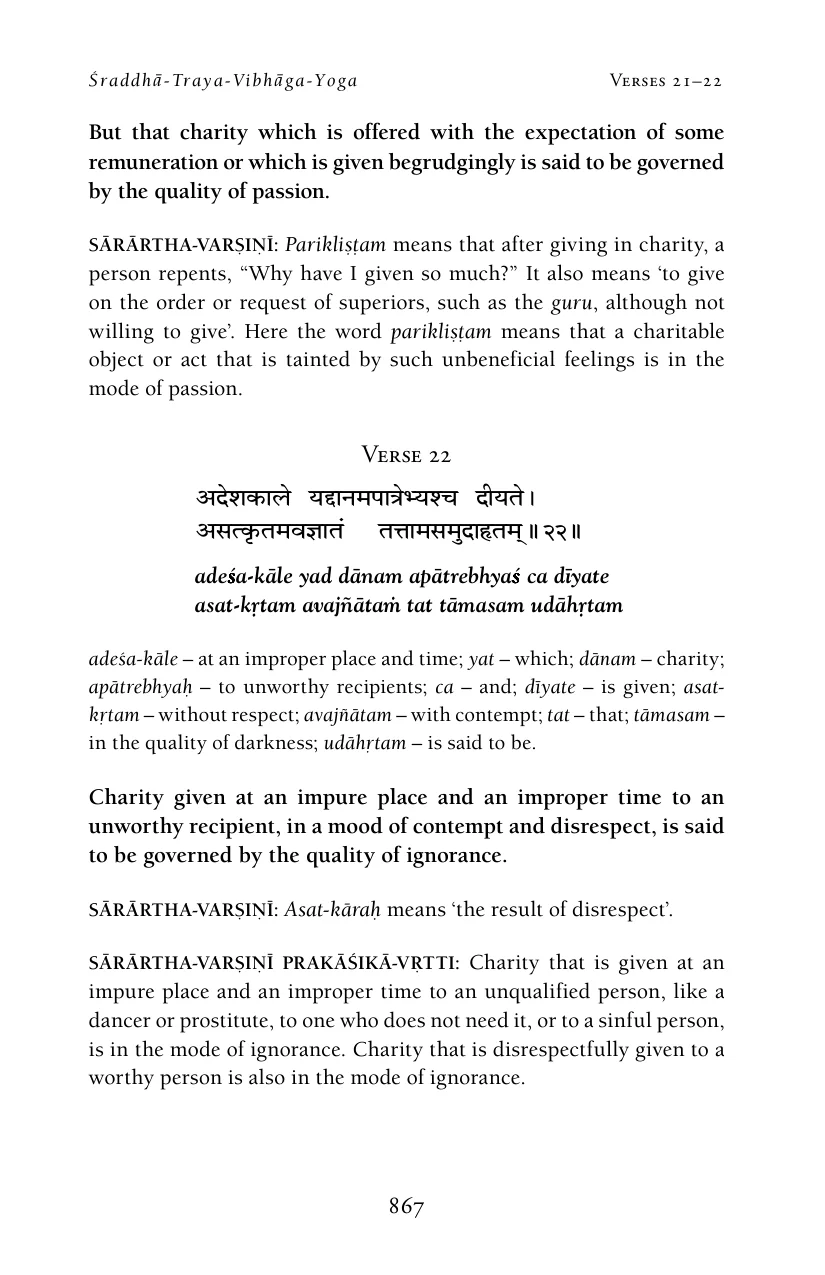 Śraddhā-Traya-Vibhāga-Yoga Verses 21–22
But that charity which is offered with the expectation of some
remuneration or which is given begrudgingly is said to be governed
by the quality of passion.
SĀRĀRTHA-VARṢIṆĪ: Parikliṣṭam means that after giving in charity, a
person repents, “Why have I given so much?” It also means ‘to give
on the order or request of superiors, such as the guru, although not
willing to give’. Here the word parikliṣṭam means that a charitable
object or act that is tainted by such unbeneficial feelings is in the
mode of passion.
Verse 22
अदेशकाले यद्दानमपात्रेभ्यश्च दीयते।
असत्कृतमवज्ञातं तत्तामसमुदाहृतम्॥२२॥
adeśa-kāle yad dānam apātrebhyaś ca dīyate
asat-kṛtam avajñātaṁ tat tāmasam udāhṛtam
adeśa-kāle – at an improper place and time; yat – which; dānam – charity;
apātrebhyaḥ – to unworthy recipients; ca – and; dīyate – is given; asat-
kṛtam – without respect; avajñātam – with contempt; tat – that; tāmasam –
in the quality of darkness; udāhṛtam – is said to be.
Charity given at an impure place and an improper time to an
unworthy recipient, in a mood of contempt and disrespect, is said
to be governed by the quality of ignorance.
SĀRĀRTHA-VARṢIṆĪ: Asat-kāraḥ means ‘the result of disrespect’.
SĀRĀRTHA-VARṢIṆĪ PRAKĀŚIKĀ-VṚTTI: Charity that is given at an
impure place and an improper time to an unqualified person, like a
dancer or prostitute, to one who does not need it, or to a sinful person,
is in the mode of ignorance. Charity that is disrespectfully given to a
worthy person is also in the mode of ignorance.
867